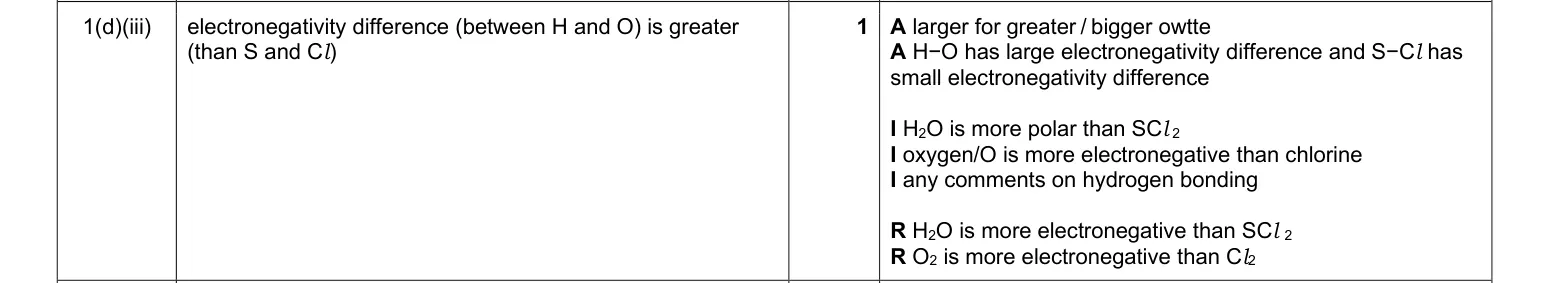 1(d)(iii) electronegativity difference (between H and O) is greater 1 A larger for greater / bigger owtte
(than S and Cl) A H−O has large electronegativity difference and S−Cl has
small electronegativity difference
I H₂O is more polar than SCl₂
I oxygen/O is more electronegative than chlorine
I any comments on hydrogen bonding
R H₂O is more electronegative than SCl₂
R O₂ is more electronegative than Cl₂